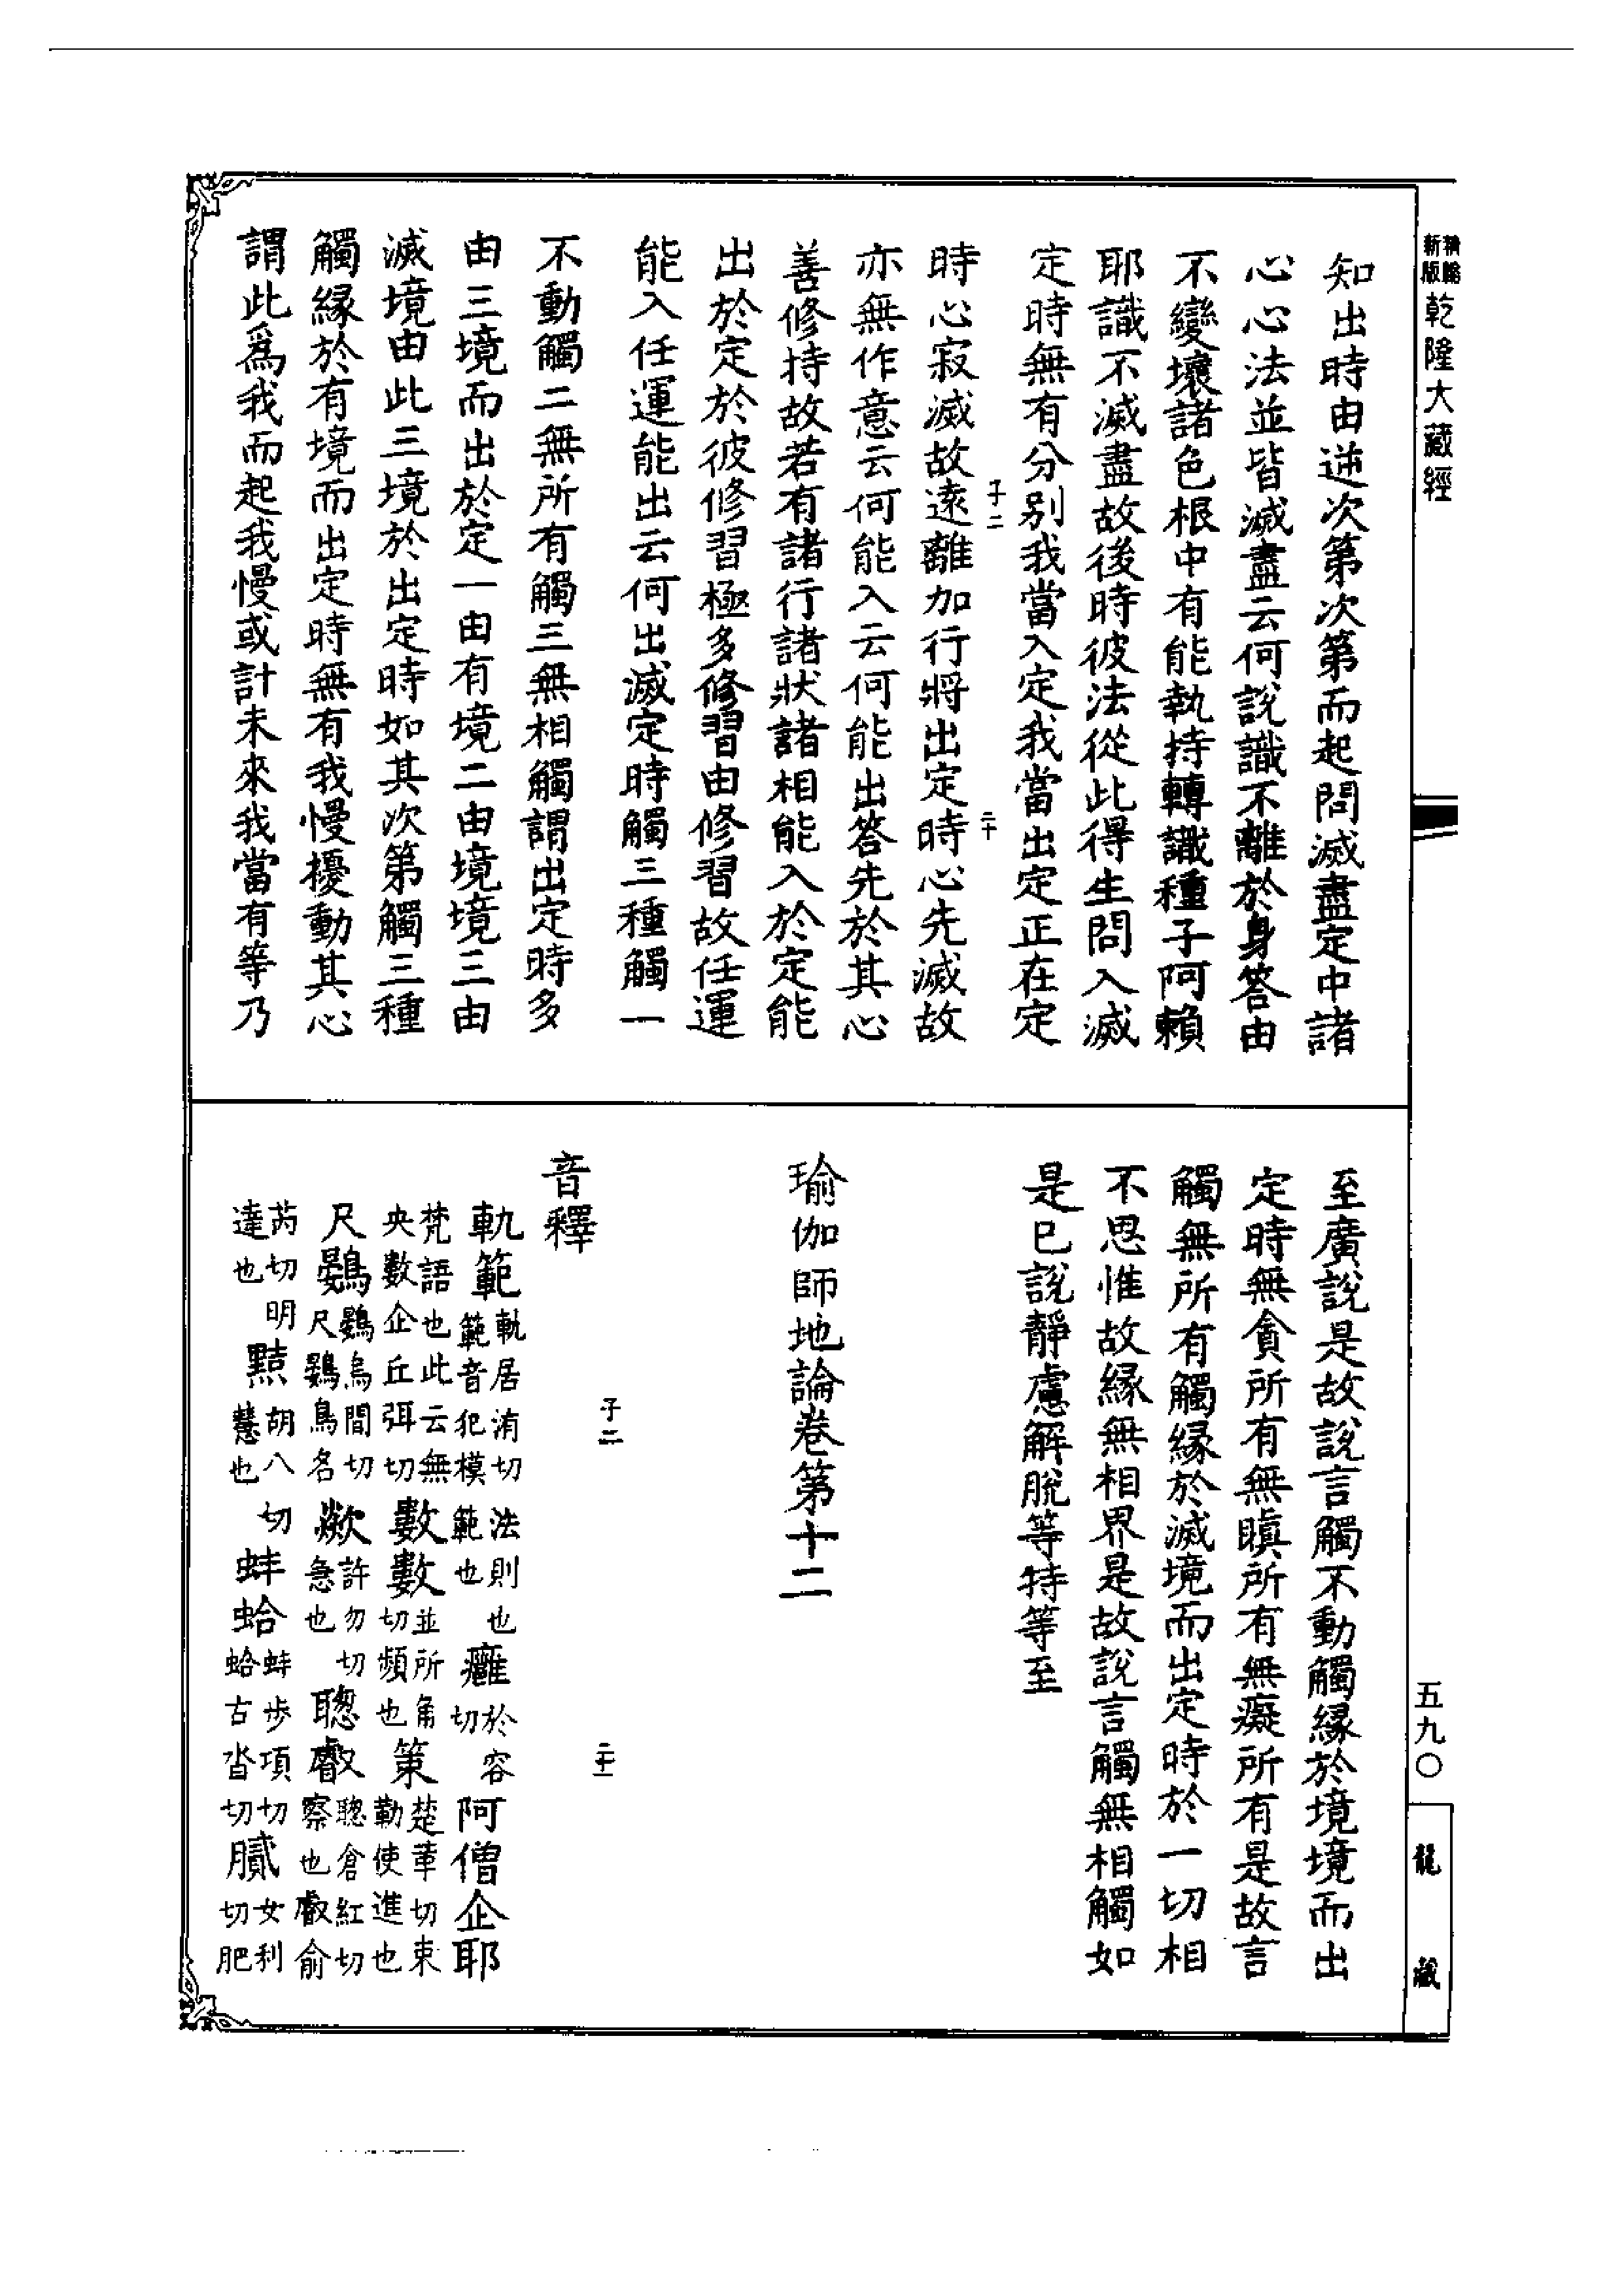 新版
精縮
乾隆大藏經
知出時由逆次第次第而起問滅盡定中諸
心心法並皆滅盡云何說識不離於身答由
不變壞諸色根中有能執持轉識種子阿賴
耶識不滅盡故後時彼法從此得生問入滅
定時無有分別我當入定我當出定正在定
子二
二十
時心寂滅故遠離加行將出定時心先滅故
亦無作意云何能入云何能出答先於其心
善修持故若有諸行諸狀諸相能入於定能
出於定於彼修習極多修習由修習故任運
能入任運能出云何出滅定時觸三種觸一
不動觸二無所有觸三無相觸謂出定時多
由三境而出於定一由有境二由境境三由
滅境由此三境於出定時如其次第觸三種
觸緣於有境而出定時無有我慢擾動其心
謂此爲我而起我慢或計未來我當有等乃
至廣說是故說言觸不動觸緣於境境而出
定時無貪所有無瞋所有無癡所有是故言
觸無所有觸緣於滅境而出定時於一切相
不思惟故緣無相界是故說言觸無相觸如
是已說靜慮解脫等持等至
瑜伽師地論卷第十二
子二
二十一
音釋
軌範
軌居洧切法則也
範音犯模範也
癰
於容切
阿僧企耶
梵語也此云無
央數企丘弭切
數數
並所角
切頻也
策
楚革切束
勒使進也
尺鷃
鷃烏間切
尺鷃鳥名
歘
許勿切
急也
聰叡
聰倉紅切
察也叡俞
芮切明
達也
黠
胡八切
慧也
蚌蛤
蚌步項切
蛤古沓切
膩
女利
切肥
五九〇
龍藏